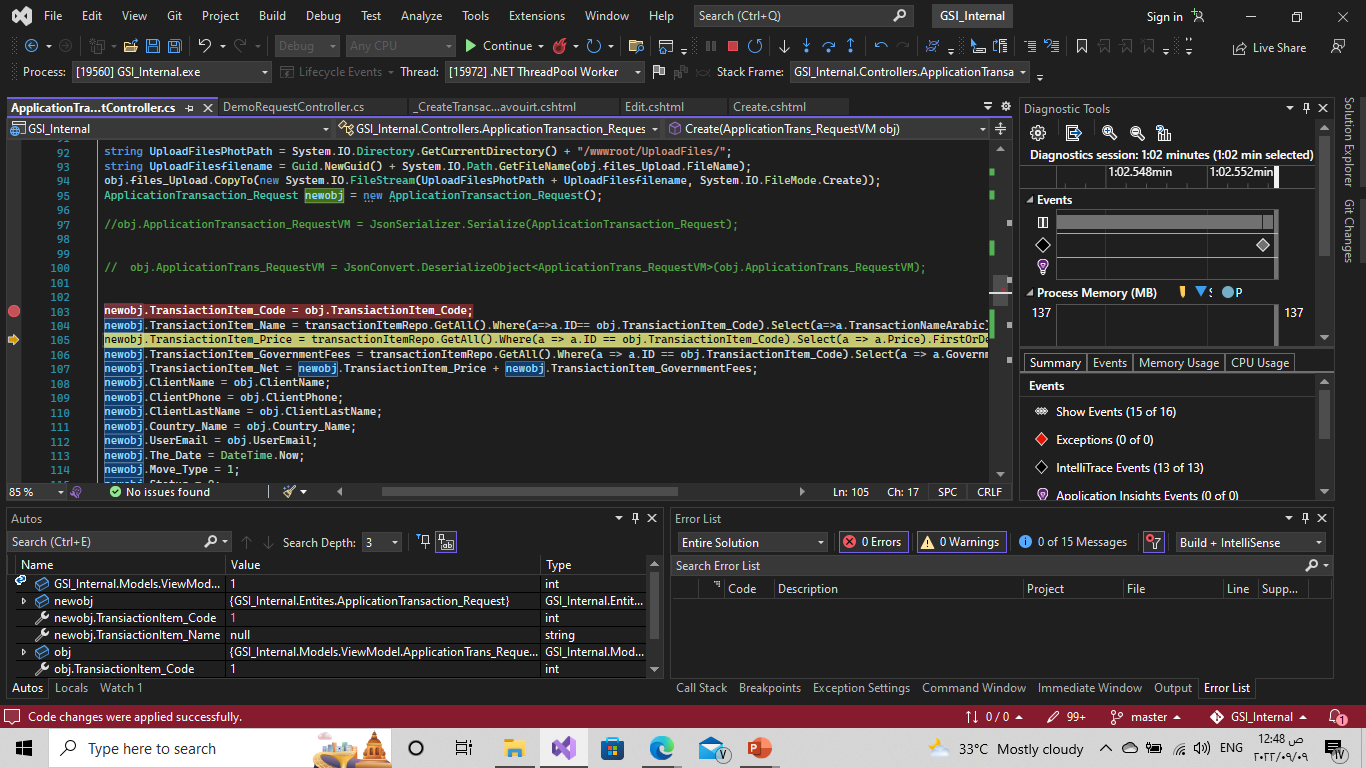 File Edit View Git Project Build Debug Test Analyze Tools Extensions Window Help Search (Ctrl+Q) GSI_Internal Sign in
Debug Any CPU Continue Live Share
Process: [19560] GSI_Internal.exe Lifecycle Events Thread: [15972] .NET ThreadPool Worker Stack Frame: GSI_Internal.Controllers.ApplicationTransa
ApplicationTra...tController.cs DemoRequestController.cs _CreateTransac...avouirt.cshtml Edit.cshtml Create.cshtml
GSI_Internal GSI_Internal.Controllers.ApplicationTransaction_Reques Create(ApplicationTrans_RequestVM obj)
92 string UploadFilesPhotPath = System.IO.Directory.GetCurrentDirectory() + "/wwwroot/UploadFiles/";
93 string UploadFilesfilename = Guid.NewGuid() + System.IO.Path.GetFileName(obj.files_Upload.FileName);
94 obj.files_Upload.CopyTo(new System.IO.FileStream(UploadFilesPhotPath + UploadFilesfilename, System.IO.FileMode.Create));
95 ApplicationTransaction_Request newobj = new ApplicationTransaction_Request();
96
97 //obj.ApplicationTransaction_RequestVM = JsonSerializer.Serialize(ApplicationTransaction_Request);
98
99
100 // obj.ApplicationTrans_RequestVM = JsonConvert.DeserializeObject<ApplicationTrans_RequestVM>(obj.ApplicationTrans_RequestVM);
101
102
103 newobj.TransiactionItem_Code = obj.TransiactionItem_Code;
104 newobj.TransiactionItem_Name = transactionItemRepo.GetAll().Where(a=>a.ID== obj.TransiactionItem_Code).Select(a=>a.TransactionNameArabic)
105 newobj.TransiactionItem_Price = transactionItemRepo.GetAll().Where(a => a.ID == obj.TransiactionItem_Code).Select(a => a.Price).FirstOrDe
106 newobj.TransiactionItem_GovernmentFees = transactionItemRepo.GetAll().Where(a => a.ID == obj.TransiactionItem_Code).Select(a => a.Governm
107 newobj.TransiactionItem_Net = newobj.TransiactionItem_Price + newobj.TransiactionItem_GovernmentFees;
108 newobj.ClientName = obj.ClientName;
109 newobj.ClientPhone = obj.ClientPhone;
110 newobj.ClientLastName = obj.ClientLastName;
111 newobj.Country_Name = obj.Country_Name;
112 newobj.UserEmail = obj.UserEmail;
113 newobj.The_Date = DateTime.Now;
114 newobj.Move_Type = 1;
85 % No issues found Ln: 105 Ch: 17 SPC CRLF
Diagnostic Tools
Diagnostics session: 1:02 minutes (1:02 min selected)
1:02.548min 1:02.552min
Events
Process Memory (MB) S P
137 137
Summary Events Memory Usage CPU Usage
Events
Show Events (15 of 16)
Exceptions (0 of 0)
IntelliTrace Events (13 of 13)
Application Insights Events (0 of 0)
Solution Explorer
Git Changes
Autos
Search (Ctrl+E) Search Depth: 3
Name Value Type
GSI_Internal.Models.ViewMod... 1 int
newobj {GSI_Internal.Entites.ApplicationTransaction_Request} GSI_Internal.Entit...
newobj.TransiactionItem_Code 1 int
newobj.TransiactionItem_Name null string
obj {GSI_Internal.Models.ViewModel.ApplicationTrans_Reque... GSI_Internal.Mod...
obj.TransiactionItem_Code 1 int
Autos Locals Watch 1
Error List
Entire Solution 0 Errors 0 Warnings 0 of 15 Messages Build + IntelliSense
Search Error List
Code Description Project File Line Supp...
Call Stack Breakpoints Exception Settings Command Window Immediate Window Output Error List
Code changes were applied successfully. 0 / 0 99+ master GSI_Internal 1
Type here to search 33°C Mostly cloudy ENG 12:48 ص
٢٠٢٢/٠٩/٠٩